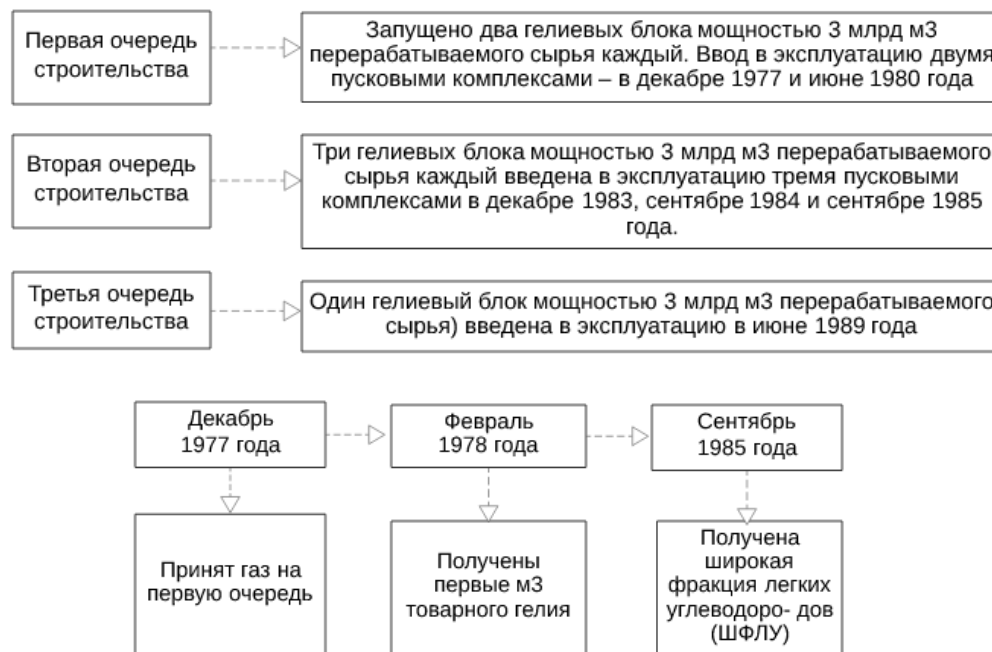 Первая очередь
строительства
Запущено два гелиевых блока мощностью 3 млрд м3
перерабатываемого сырья каждый. Ввод в эксплуатацию двумя
пусковыми комплексами – в декабре 1977 и июне 1980 года
Вторая очередь
строительства
Три гелиевых блока мощностью 3 млрд м3 перерабатываемого
сырья каждый введена в эксплуатацию тремя пусковыми
комплексами в декабре 1983, сентябре 1984 и сентябре 1985
года.
Третья очередь
строительства
Один гелиевый блок мощностью 3 млрд м3 перерабатываемого
сырья) введена в эксплуатацию в июне 1989 года
Декабрь
1977 года
Февраль
1978 года
Сентябрь
1985 года
Принят газ на
первую очередь
Получены
первые м3
товарного гелия
Получена
широкая
фракция легких
углеводоро- дов
(ШФЛУ)